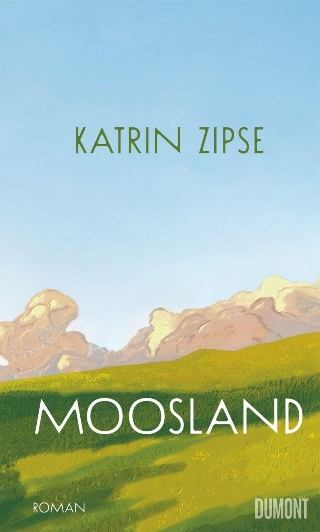 KATRIN ZIPSE
MOOSLAND
ROMAN
DUMONT